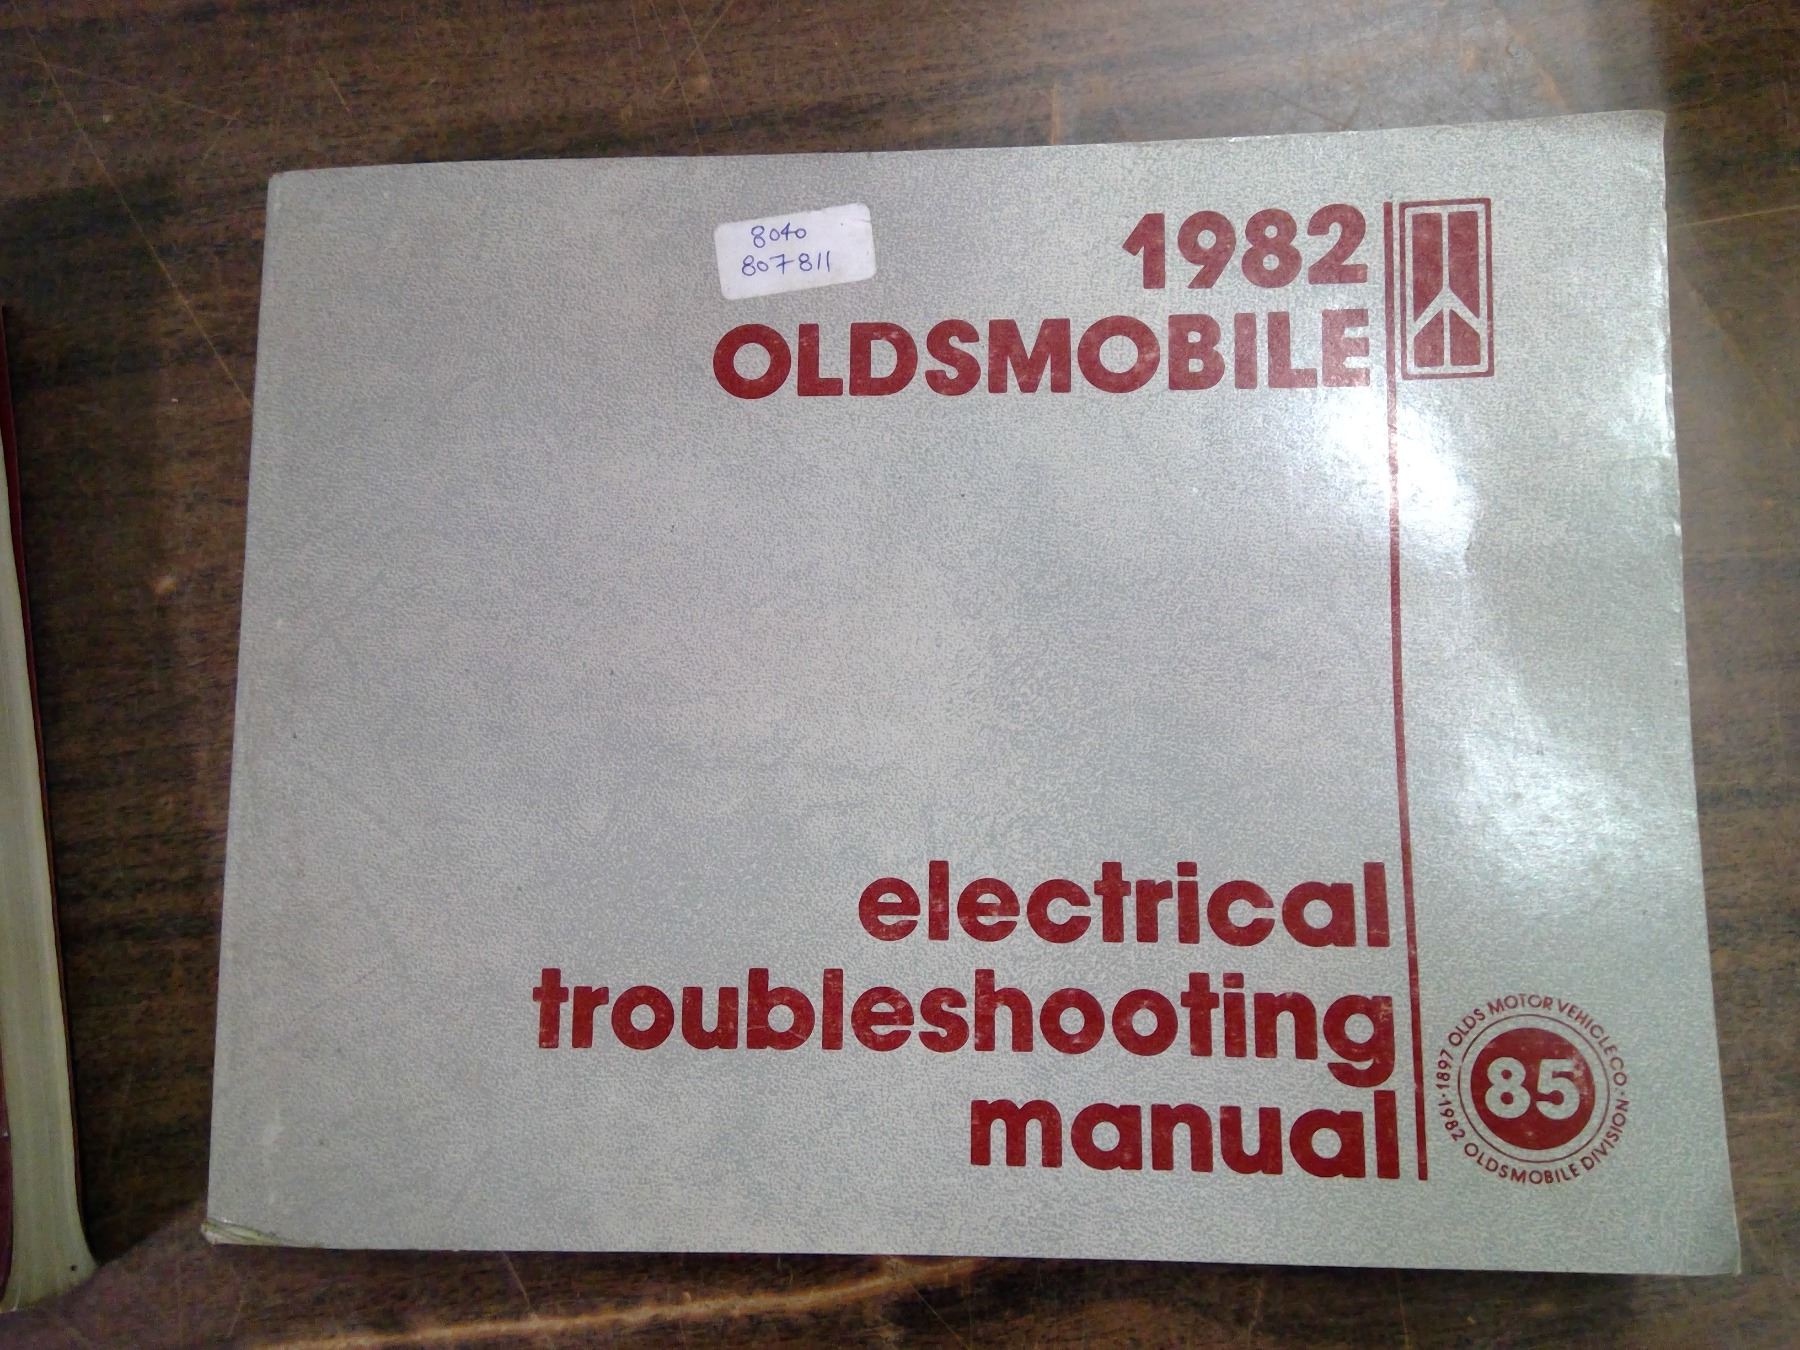 8040
807811
1982
OLDSMOBILE
electrical
troubleshooting
manual
1897 OLDS MOTOR VEHICLE CO. · 1982 OLDSMOBILE DIVISION ·
85